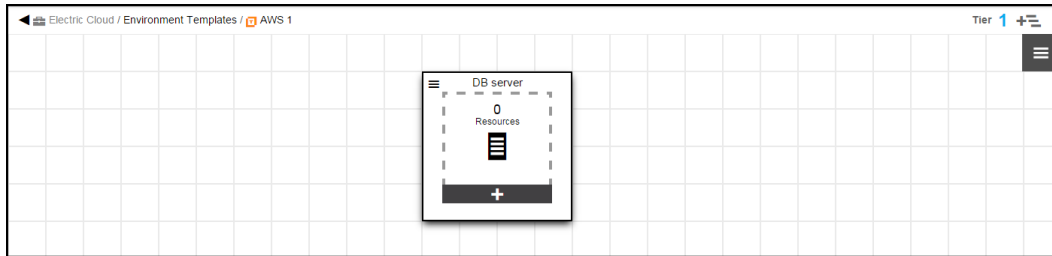 Electric Cloud / Environment Templates / AWS 1
Tier 1
DB server
0
Resources